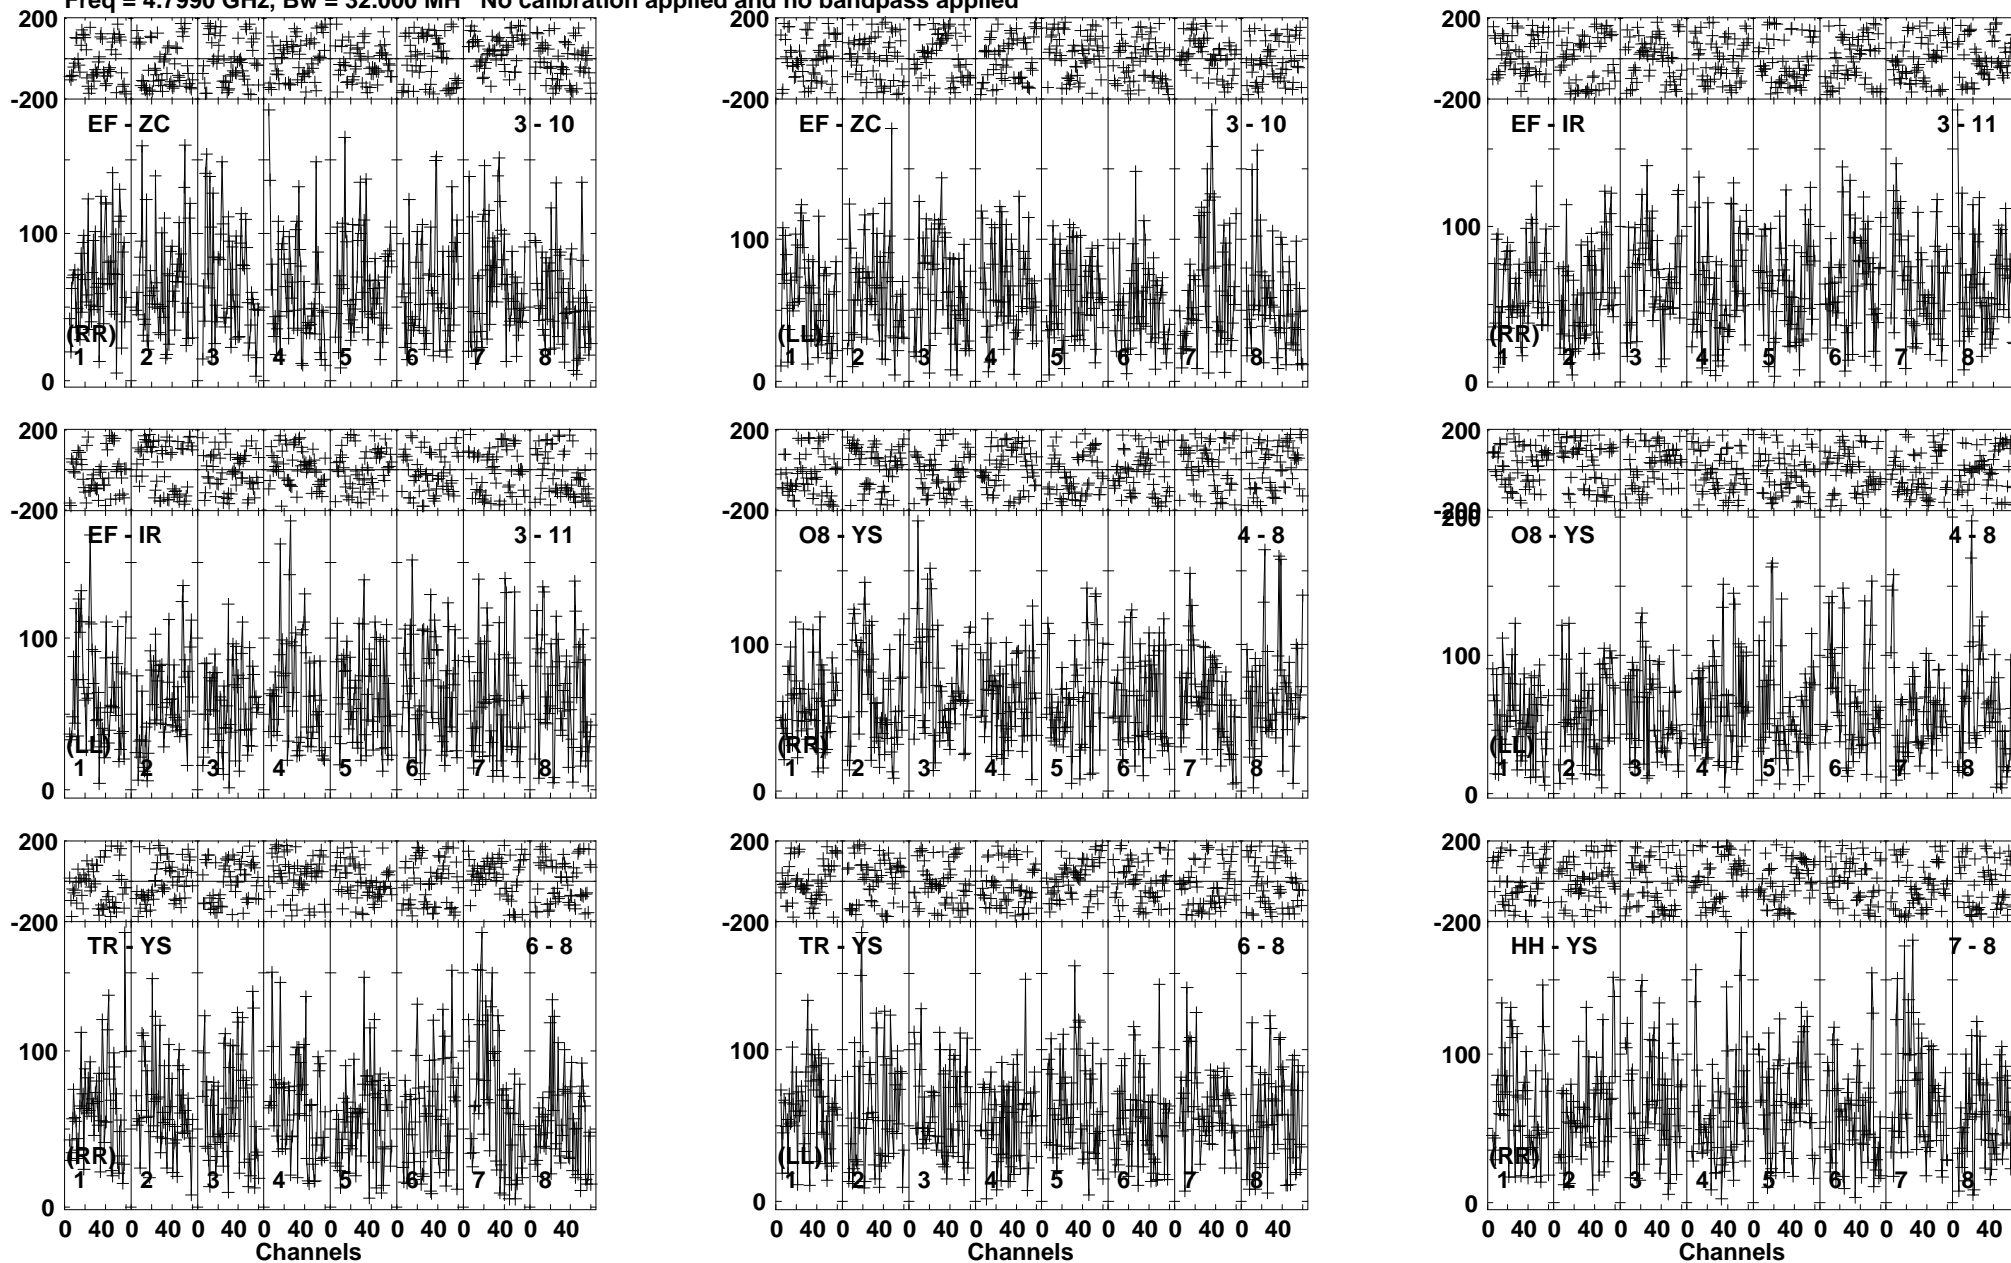 Freq = 4.7990 GHz, Bw = 32.000 MH No calibration applied and no bandpass applied
200 200 200
-200 -200 -200
EF - ZC 3 - 10 EF - ZC 3 - 10 EF - IR 3 - 11
100 100 100
(RR) (LL) (RR)
1 2 3 4 5 6 7 8 1 2 3 4 5 6 7 8 1 2 3 4 5 6 7 8
0 0 0
200 200 200
-200 -200 -200
200
EF - IR 3 - 11 O8 - YS 4 - 8 O8 - YS 4 - 8
100 100 100
(LL) (RR) (LL)
1 2 3 4 5 6 7 8 1 2 3 4 5 6 7 8 1 2 3 4 5 6 7 8
0 0 0
200 200 200
-200 -200 -200
TR - YS 6 - 8 TR - YS 6 - 8 HH - YS 7 - 8
100 100 100
(RR) (LL) (RR)
1 2 3 4 5 6 7 8 1 2 3 4 5 6 7 8 1 2 3 4 5 6 7 8
0 0 0
0 40 0 40 0 40 0 40 0 40 0 40 0 40 0 40 0 40 0 40 0 40 0 40 0 40 0 40 0 40 0 40 0 40 0 40 0 40 0 40 0 40 0 40 0 40 0 40
Channels Channels Channels